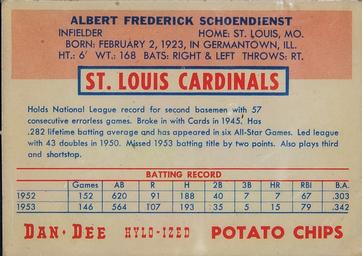 ALBERT FREDERICK SCHOENDIENST
INFIELDER HOME: ST. LOUIS, MO.
BORN: FEBRUARY 2, 1923, IN GERMANTOWN, ILL.
HT.: 6' WT.: 168 BATS: RIGHT & LEFT THROWS: RT.
ST. LOUIS CARDINALS
Holds National League record for second basemen with 57
consecutive errorless games. Broke in with Cards in 1945. Has
.282 lifetime batting average and has appeared in six All-Star Games. Led league
with 43 doubles in 1950. Missed 1953 batting title by two points. Also plays third
and shortstop.
BATTING RECORD
Games AB R H 2B 3B HR RBI B.A.
1952 152 620 91 188 40 7 7 67 .303
1953 146 564 107 193 35 5 15 79 .342
DAN-DEE HYLO-IZED POTATO CHIPS